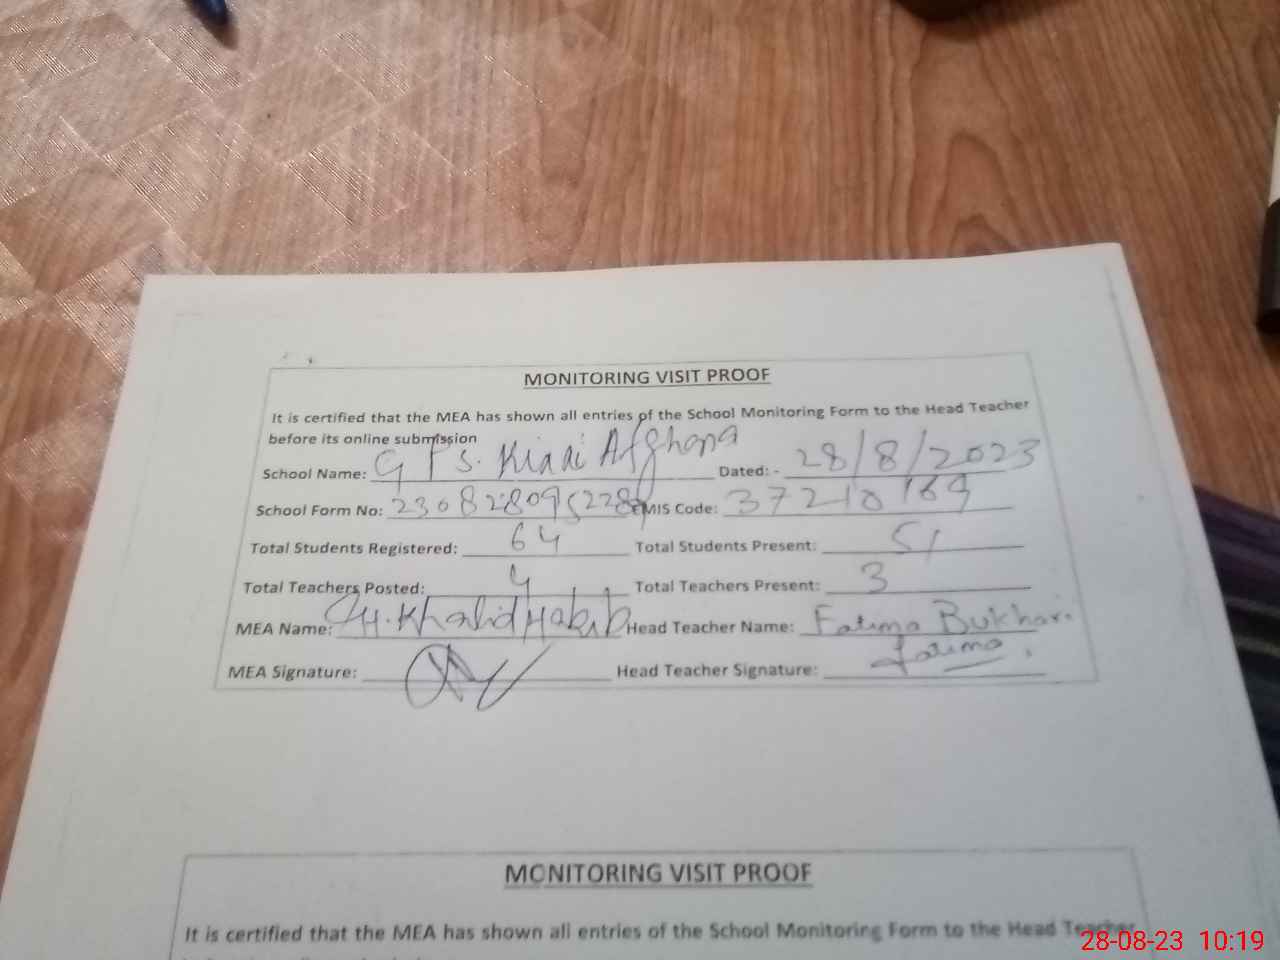 MONITORING VISIT PROOF
It is certified that the MEA has shown all entries of the School Monitoring Form to the Head Teacher
before its online submission
School Name: G P S. Kiani Afghana Dated: - 28/8/2023
School Form No: EMIS Code: 37210169
Total Students Registered: 64 Total Students Present: 51
Total Teachers Posted: 4 Total Teachers Present: 3
MEA Name: CH. Khalid Habib Head Teacher Name: Fatima Bukhari.
MEA Signature: Head Teacher Signature: Fatima
MONITORING VISIT PROOF
It is certified that the MEA has shown all entries of the School Monitoring Form to the Head Teacher
28-08-23 10:19